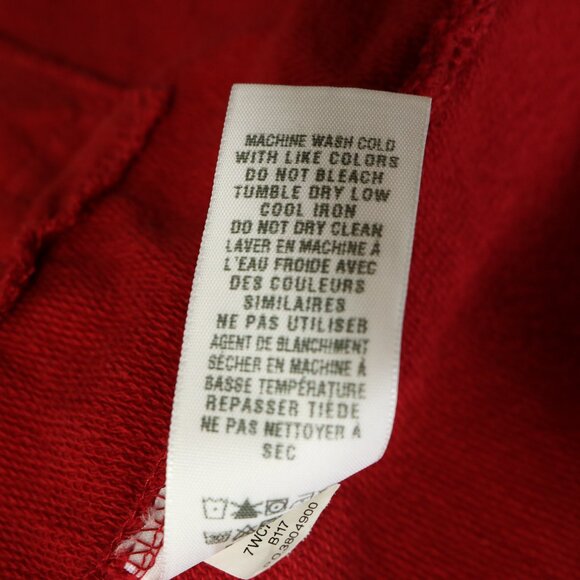 MACHINE WASH COLD
WITH LIKE COLORS
DO NOT BLEACH
TUMBLE DRY LOW
COOL IRON
DO NOT DRY CLEAN
LAVER EN MACHINE À
L'EAU FROIDE AVEC
DES COULEURS
SIMILAIRES
NE PAS UTILISER
AGENT DE BLANCHIMENT
SÉCHER EN MACHINE À
BASSE TEMPÉRATURE
REPASSER TIÈDE
NE PAS NETTOYER À
SEC
B117
3804900